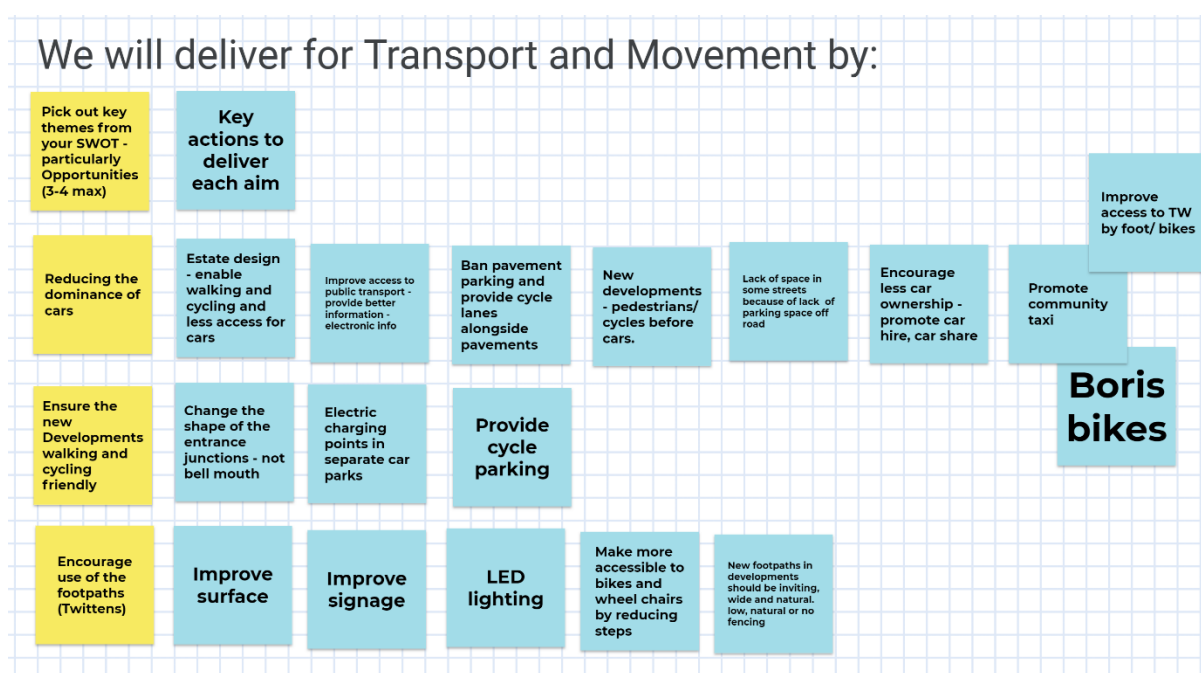 We will deliver for Transport and Movement by:
Pick out key
themes from
your SWOT -
particularly
Opportunities
(3-4 max)
Key
actions to
deliver
each aim
Reducing the
dominance of
cars
Estate design
- enable
walking and
cycling and
less access for
cars
Improve access to
public transport -
provide better
information -
electronic info
Ban pavement
parking and
provide cycle
lanes
alongside
pavements
New
developments
- pedestrians/
cycles before
cars.
Lack of space in
some streets
because of lack of
parking space off
road
Encourage
less car
ownership -
promote car
hire, car share
Promote
community
taxi
Improve
access to TW
by foot/ bikes
Boris
bikes
Ensure the
new
Developments
walking and
cycling
friendly
Change the
shape of the
entrance
junctions - not
bell mouth
Electric
charging
points in
separate car
parks
Provide
cycle
parking
Encourage
use of the
footpaths
(Twittens)
Improve
surface
Improve
signage
LED
lighting
Make more
accessible to
bikes and
wheel chairs
by reducing
steps
New footpaths in
developments
should be inviting,
wide and natural.
low, natural or no
fencing